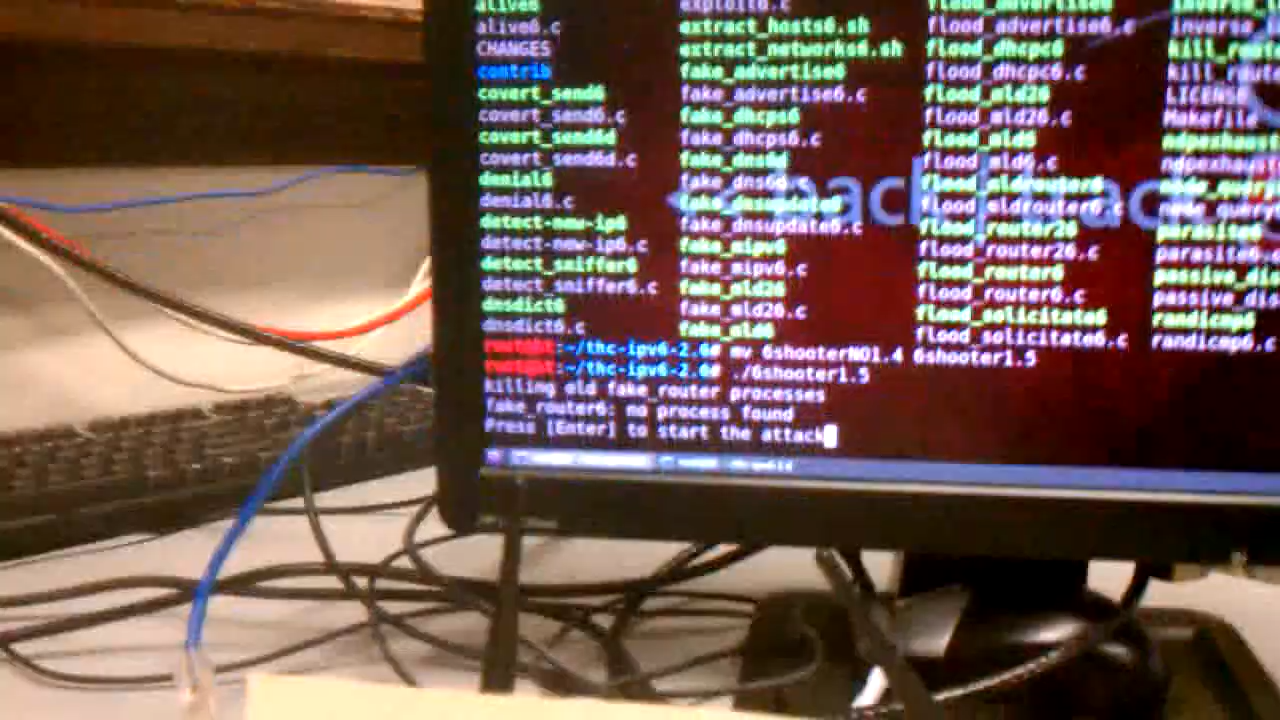 alive6 exploit6.c flood_advertise6
alive6.c extract_hosts6.sh flood_advertise6.c
CHANGES extract_networks6.sh flood_dhcpc6
contrib fake_advertise6 flood_dhcpc6.c
covert_send6 fake_advertise6.c flood_mld26 LICENSE
covert_send6.c fake_dhcps6 flood_mld26.c Makefile
covert_send6d fake_dhcps6.c flood_mld6
covert_send6d.c fake_dns6d flood_mld6.c
denial6 fake_dns6d.c flood_mldrouter6
denial6.c fake_dnsupdate6 flood_mldrouter6.c
detect-new-ip6 fake_dnsupdate6.c flood_router26 parasite6
detect-new-ip6.c fake_mipv6 flood_router26.c parasite6.c
detect_sniffer6 fake_mipv6.c flood_router6
detect_sniffer6.c fake_mld26 flood_router6.c
dnsdict6 fake_mld26.c flood_solicitate6 randicmp6
dnsdict6.c fake_mld6 flood_solicitate6.c randicmp6.c
:~/thc-ipv6-2.0# mv 6shooterNO1.4 6shooter1.5
:~/thc-ipv6-2.0# ./6shooter1.5
killing old fake_router processes
fake_router6: no process found
Press [Enter] to start the attack